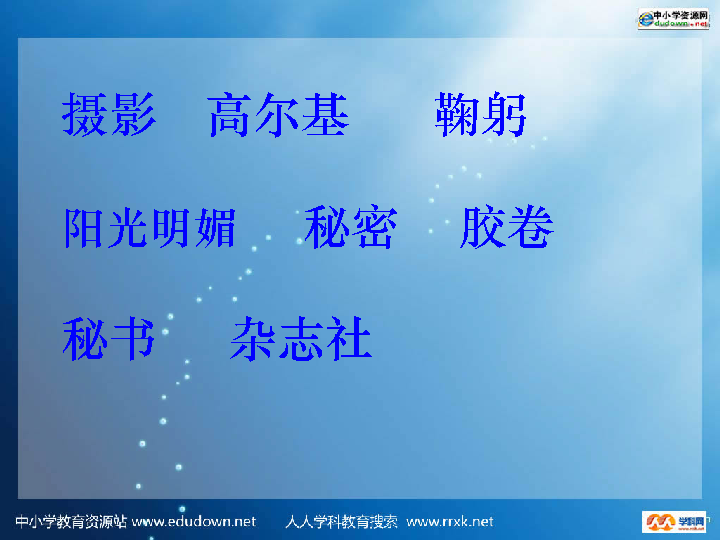 中小学资源网
edudown.net
摄影 高尔基 鞠躬
阳光明媚 秘密 胶卷
秘书 杂志社
中小学教育资源站 www.edudown.net 人人学科教育搜索 www.rrxk.net
学科网